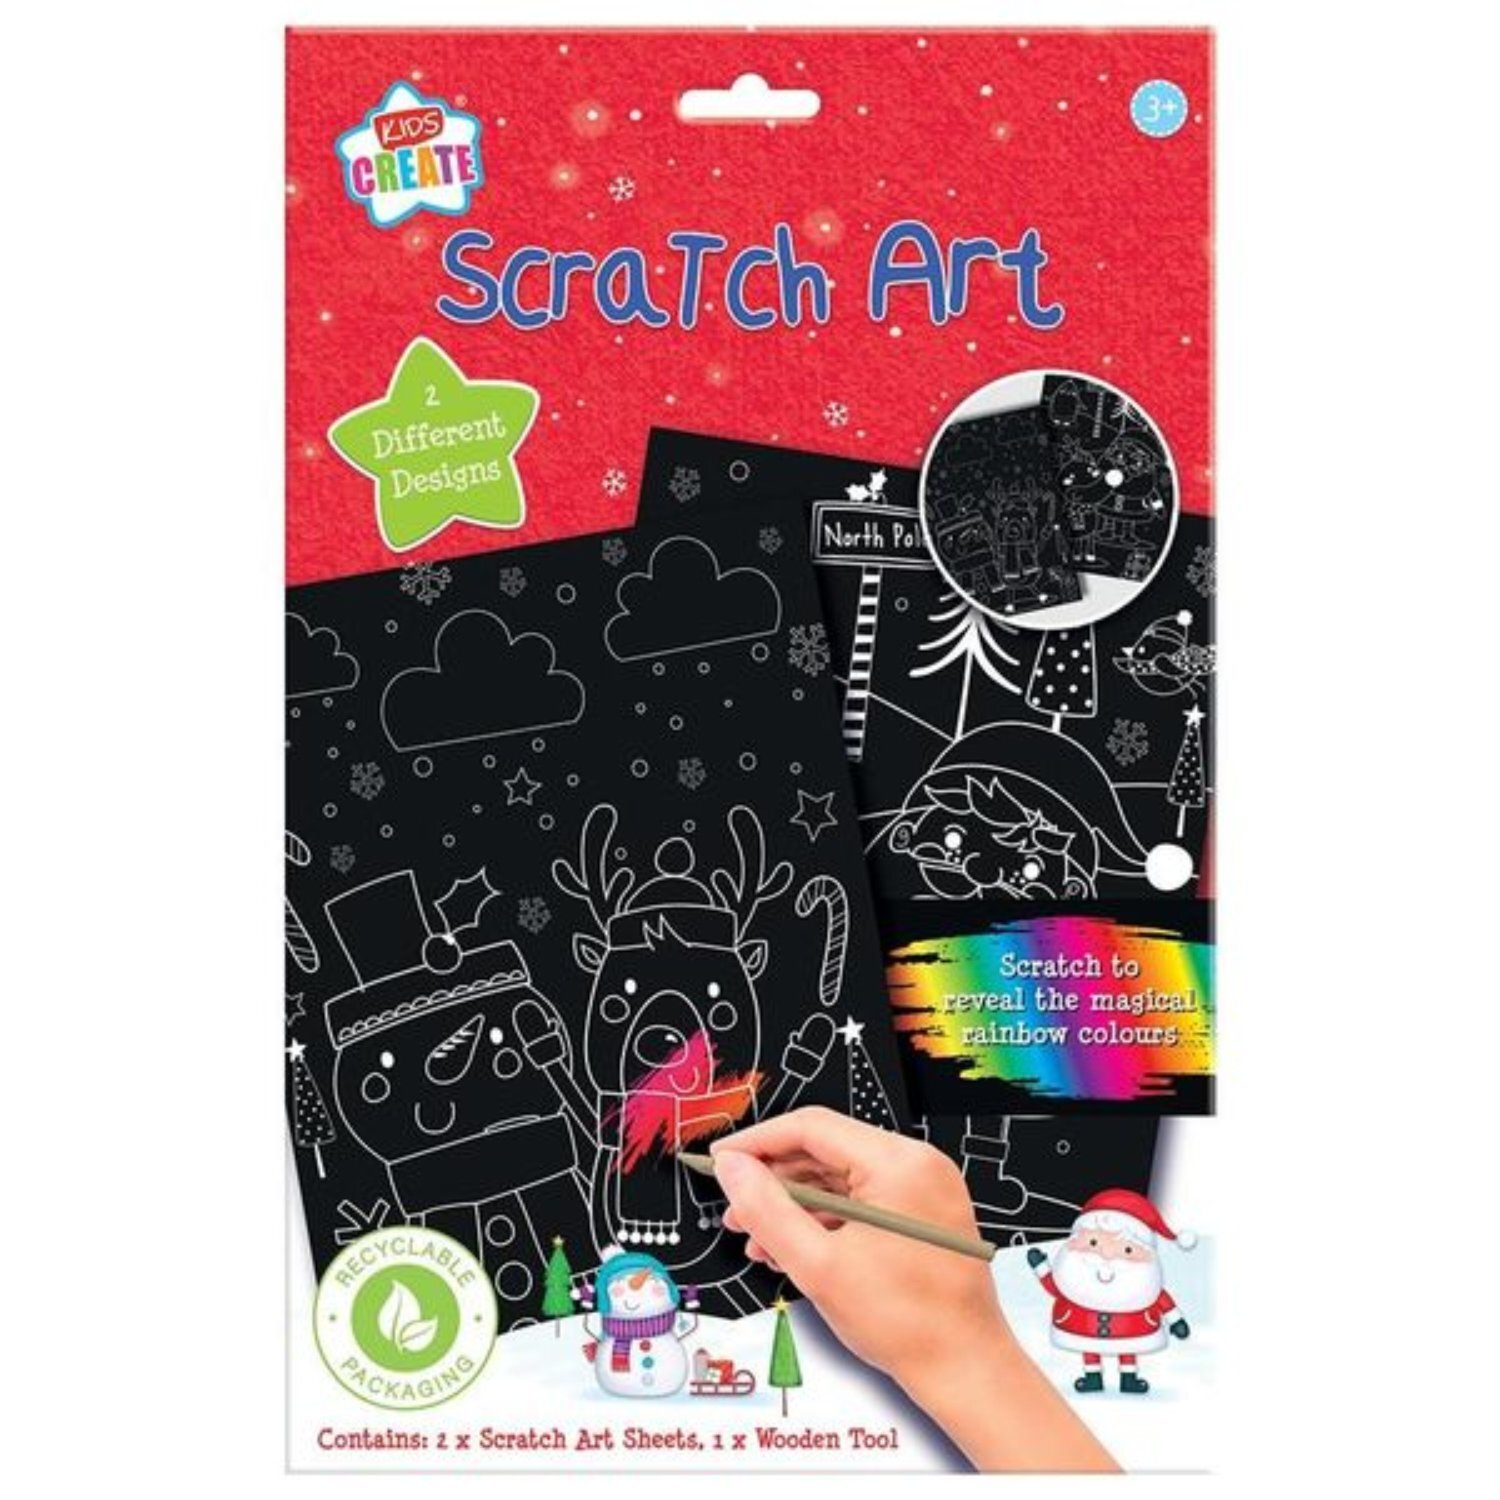 KIDS
CREATE
3+
Scratch Art
2
Different
Designs
North Pole
Scratch to
reveal the magical
rainbow colours
RECYCLABLE
PACKAGING
Contains: 2 x Scratch Art Sheets, 1 x Wooden Tool